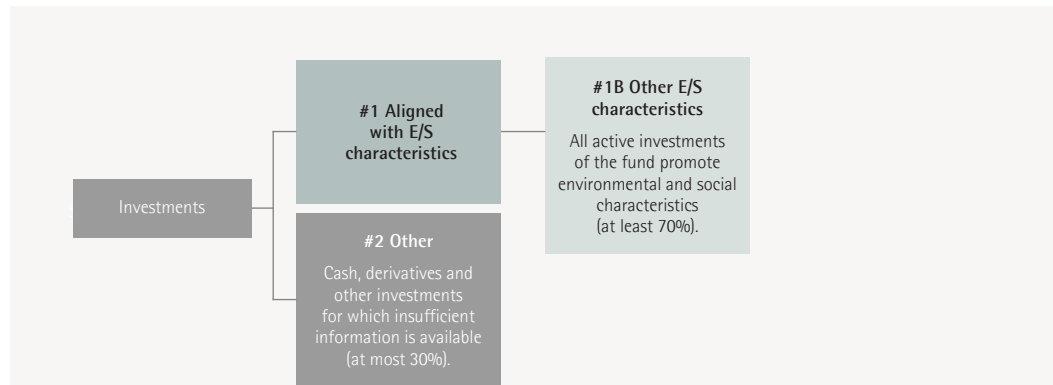 Investments
#1 Aligned
with E/S
characteristics
#1B Other E/S
characteristics
All active investments
of the fund promote
environmental and social
characteristics
(at least 70%).
#2 Other
Cash, derivatives and
other investments
for which insufficient
information is available
(at most 30%).